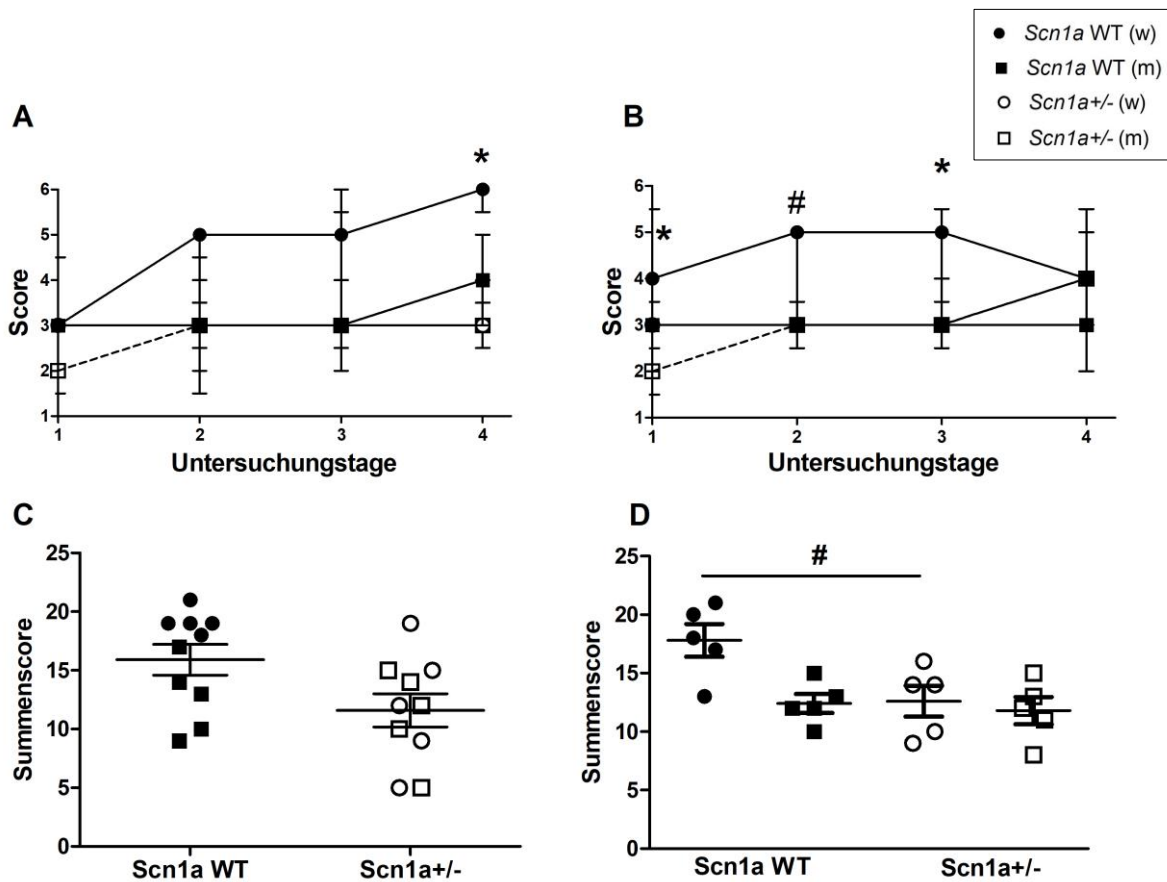 Scn1a WT (w)
Scn1a WT (m)
Scn1a+/- (w)
Scn1a+/- (m)
A
*
6
5
4
3
2
1
Score
1 2 3 4
Untersuchungstage
B
*
#
*
6
5
4
3
2
1
Score
1 2 3 4
Untersuchungstage
C
25
20
15
10
5
0
Summenscore
Scn1a WT Scn1a+/-
D
#
25
20
15
10
5
0
Summenscore
Scn1a WT Scn1a+/-